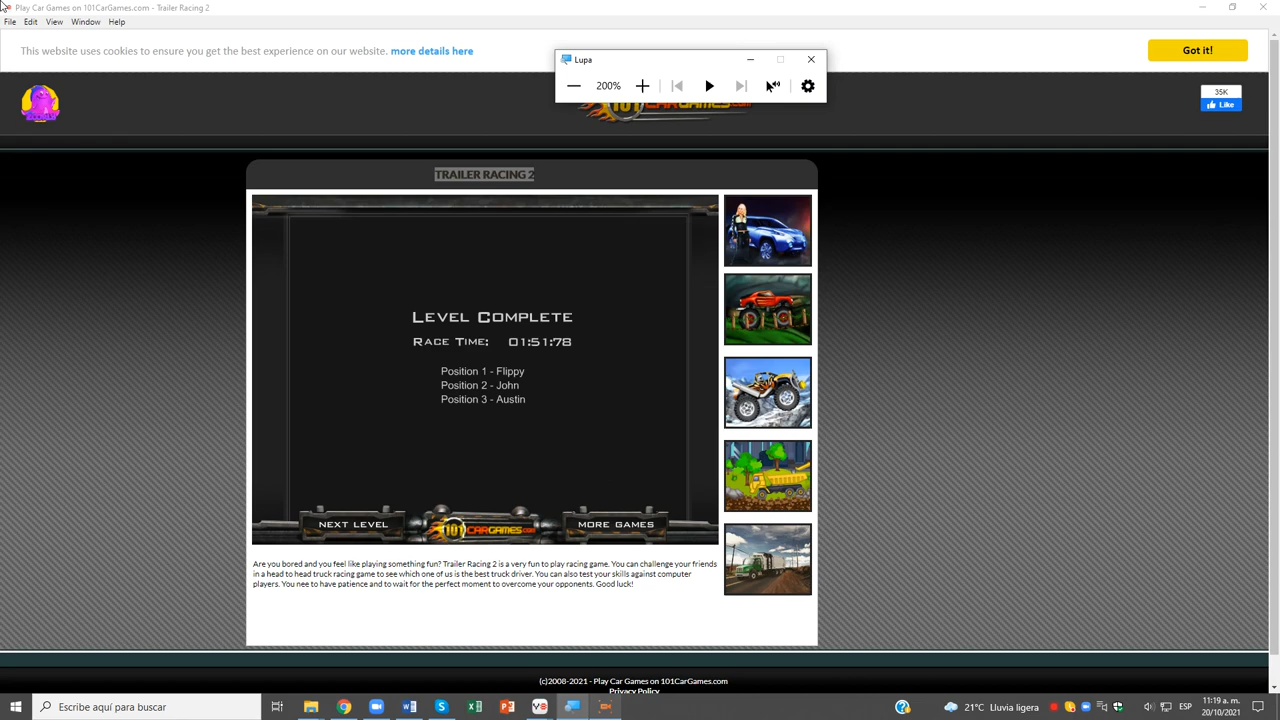 Play Car Games on 101CarGames.com - Trailer Racing 2
File Edit View Window Help
This website uses cookies to ensure you get the best experience on our website. more details here
Got it!
Lupa
200%
35K
Like
TRAILER RACING 2
LEVEL COMPLETE
RACE TIME: 01:51:78
Position 1 - Flippy
Position 2 - John
Position 3 - Austin
NEXT LEVEL
101CARGAMES.COM
MORE GAMES
Are you bored and you feel like playing something fun? Trailer Racing 2 is a very fun to play racing game. You can challenge your friends
in a head to head truck racing game to see which one of us is the best truck driver. You can also test your skills against computer
players. You nee to have patience and to wait for the perfect moment to overcome your opponents. Good luck!
(c)2008-2021 - Play Car Games on 101CarGames.com
Privacy Policy
Escribe aquí para buscar
21°C Lluvia ligera
ESP
11:19 a. m.
20/10/2021